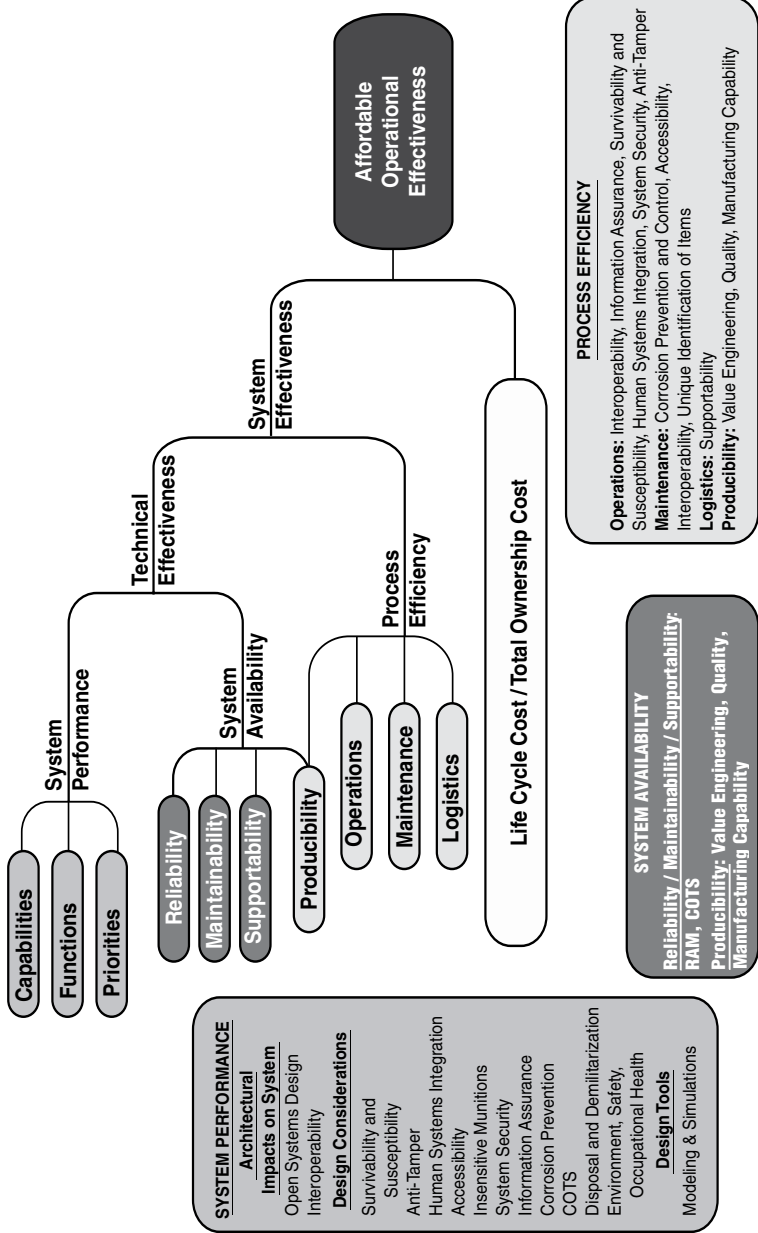 Capabilities
Functions
Priorities
System
Performance
Reliability
Maintainability
Supportability
Producibility
System
Availability
Technical
Effectiveness
Operations
Maintenance
Logistics
Process
Efficiency
System
Effectiveness
Life Cycle Cost / Total Ownership Cost
Affordable
Operational
Effectiveness
SYSTEM PERFORMANCE
Architectural
Impacts on System
Open Systems Design
Interoperability
Design Considerations
Survivability and
Susceptibility
Anti-Tamper
Human Systems Integration
Accessibility
Insensitive Munitions
System Security
Information Assurance
Corrosion Prevention
COTS
Disposal and Demilitarization
Environment, Safety,
Occupational Health
Design Tools
Modeling & Simulations
SYSTEM AVAILABILITY
Reliability / Maintainability / Supportability:
RAM, COTS
Producibility: Value Engineering, Quality,
Manufacturing Capability
PROCESS EFFICIENCY
Operations: Interoperability, Information Assurance, Survivability and
Susceptibility, Human Systems Integration, System Security, Anti-Tamper
Maintenance: Corrosion Prevention and Control, Accessibility,
Interoperability, Unique Identification of Items
Logistics: Supportability
Producibility: Value Engineering, Quality, Manufacturing Capability